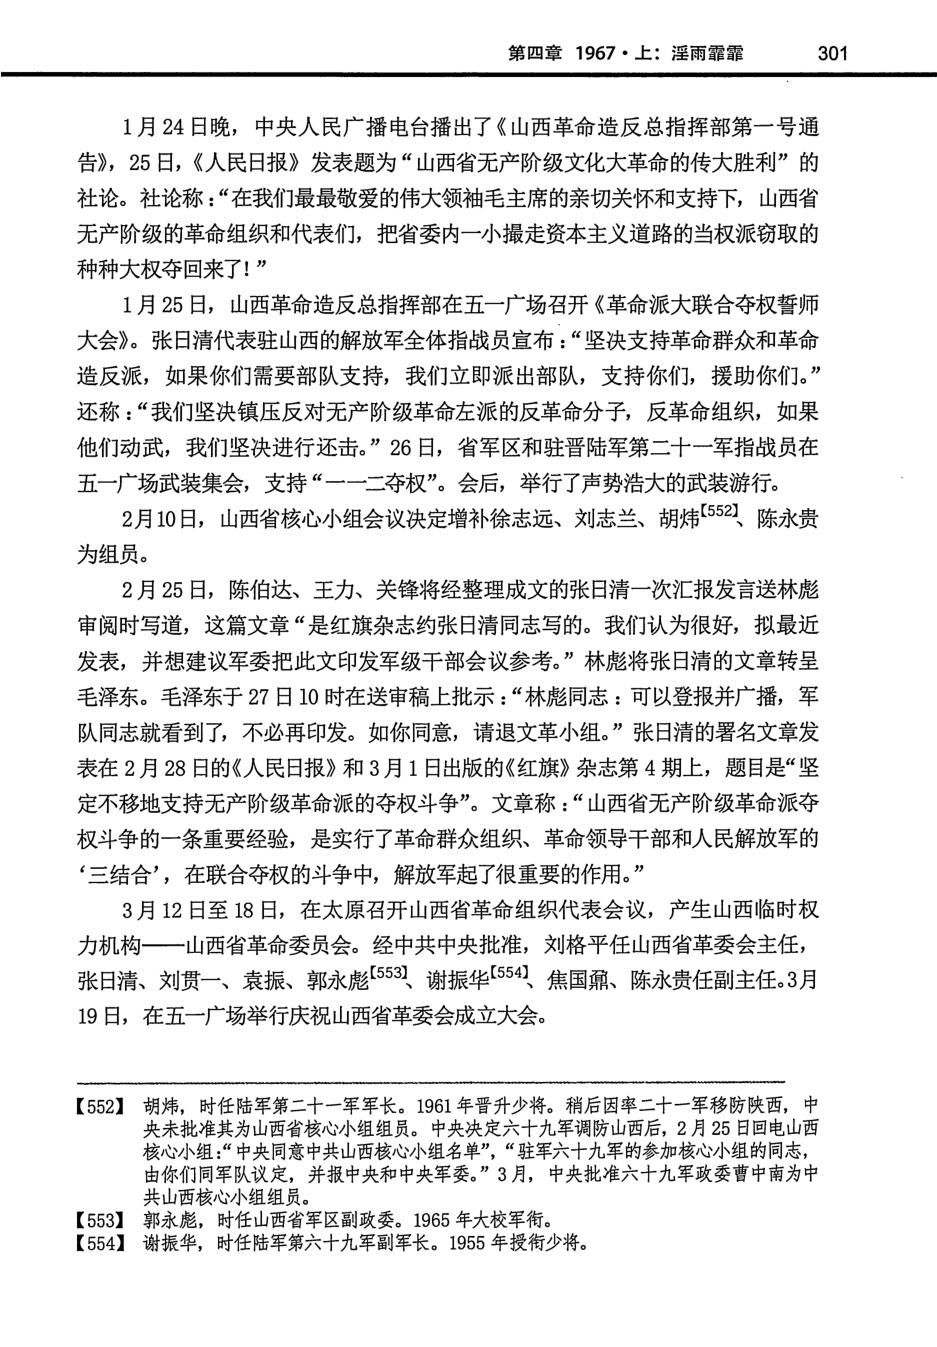 第四章 1967·上：淫雨霏霏 301
1月24日晚，中央人民广播电台播出了《山西革命造反总指挥部第一号通
告》，25日，《人民日报》发表题为“山西省无产阶级文化大革命的传大胜利”的
社论。社论称：“在我们最最敬爱的伟大领袖毛主席的亲切关怀和支持下，山西省
无产阶级的革命组织和代表们，把省委内一小撮走资本主义道路的当权派窃取的
种种大权夺回来了！”
1月25日，山西革命造反总指挥部在五一广场召开《革命派大联合夺权誓师
大会》。张日清代表驻山西的解放军全体指战员宣布：“坚决支持革命群众和革命
造反派，如果你们需要部队支持，我们立即派出部队，支持你们，援助你们。”
还称：“我们坚决镇压反对无产阶级革命左派的反革命分子，反革命组织，如果
他们动武，我们坚决进行还击。”26日，省军区和驻晋陆军第二十一军指战员在
五一广场武装集会，支持“一一二夺权”。会后，举行了声势浩大的武装游行。
2月10日，山西省核心小组会议决定增补徐志远、刘志兰、胡炜【552】、陈永贵
为组员。
2月25日，陈伯达、王力、关锋将经整理成文的张日清一次汇报发言送林彪
审阅时写道，这篇文章“是红旗杂志约张日清同志写的。我们认为很好，拟最近
发表，并想建议军委把此文印发军级干部会议参考。”林彪将张日清的文章转呈
毛泽东。毛泽东于27日10时在送审稿上批示：“林彪同志：可以登报并广播，军
队同志就看到了，不必再印发。如你同意，请退文革小组。”张日清的署名文章发
表在2月28日的《人民日报》和3月1日出版的《红旗》杂志第4期上，题目是“坚
定不移地支持无产阶级革命派的夺权斗争”。文章称：“山西省无产阶级革命派夺
权斗争的一条重要经验，是实行了革命群众组织、革命领导干部和人民解放军的
‘三结合’，在联合夺权的斗争中，解放军起了很重要的作用。”
3月12日至18日，在太原召开山西省革命组织代表会议，产生山西临时权
力机构——山西省革命委员会。经中共中央批准，刘格平任山西省革委会主任，
张日清、刘贯一、袁振、郭永彪【553】、谢振华【554】、焦国鼐、陈永贵任副主任。3月
19日，在五一广场举行庆祝山西省革委会成立大会。
【552】 胡炜，时任陆军第二十一军军长。1961年晋升少将。稍后因率二十一军移防陕西，中
央未批准其为山西省核心小组组员。中央决定六十九军调防山西后，2月25日回电山西
核心小组：“中央同意中共山西核心小组名单”，“驻军六十九军的参加核心小组的同志，
由你们同军队议定，并报中央和中央军委。”3月，中央批准六十九军政委曹中南为中
共山西核心小组组员。
【553】 郭永彪，时任山西省军区副政委。1965年大校军衔。
【554】 谢振华，时任陆军第六十九军副军长。1955年授衔少将。